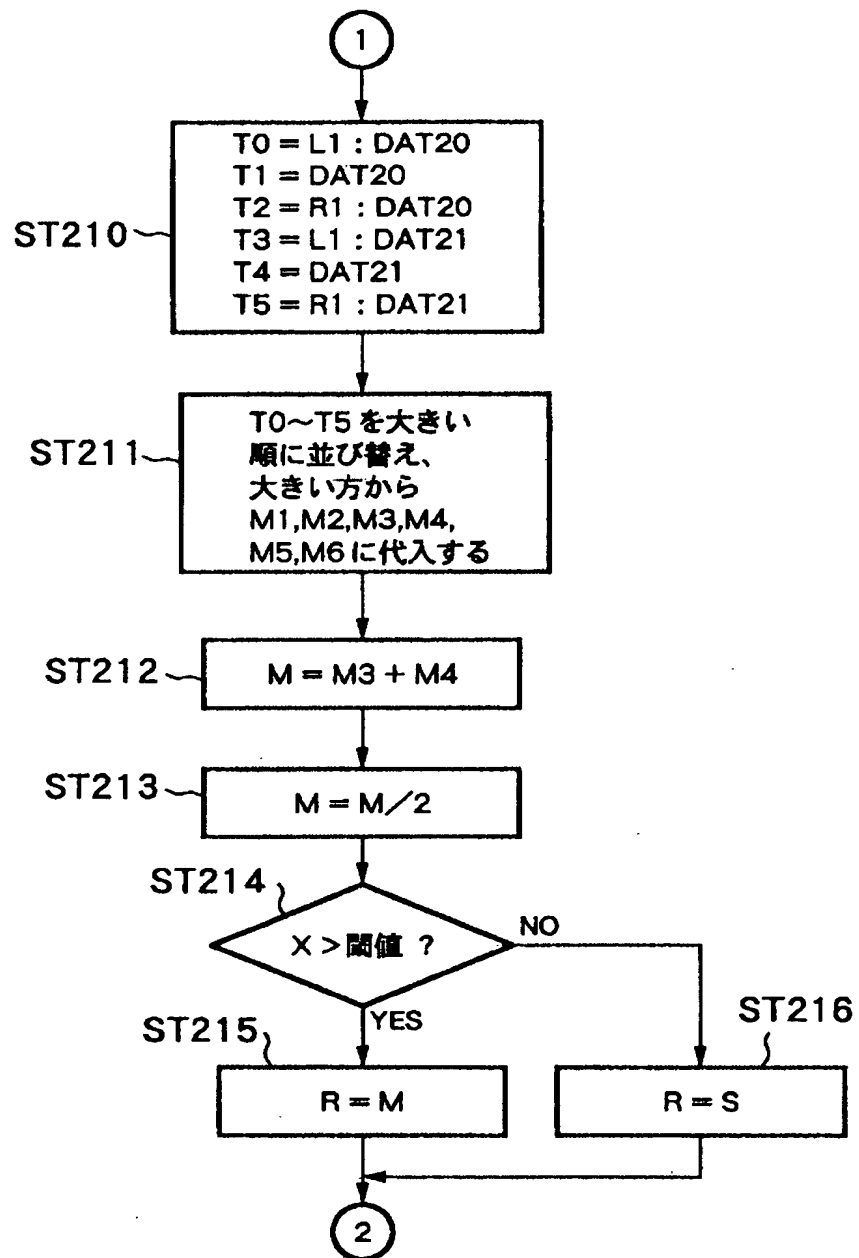 1
T0 = L1 : DAT20
T1 = DAT20
T2 = R1 : DAT20
ST210
T3 = L1 : DAT21
T4 = DAT21
T5 = R1 : DAT21
T0〜T5 を大きい
ST211
順に並び替え、
大きい方から
M1,M2,M3,M4,
M5,M6 に代入する
ST212
M = M3 + M4
ST213
M = M／2
ST214
X > 閾値 ?
NO
YES
ST215
ST216
R = M
R = S
2